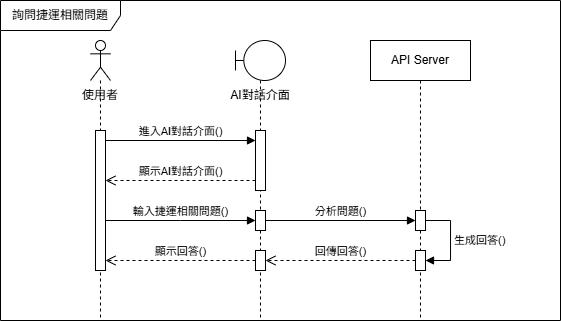 詢問捷運相關問題
使用者
AI對話介面
API Server
進入AI對話介面()
顯示AI對話介面()
輸入捷運相關問題()
分析問題()
生成回答()
回傳回答()
顯示回答()